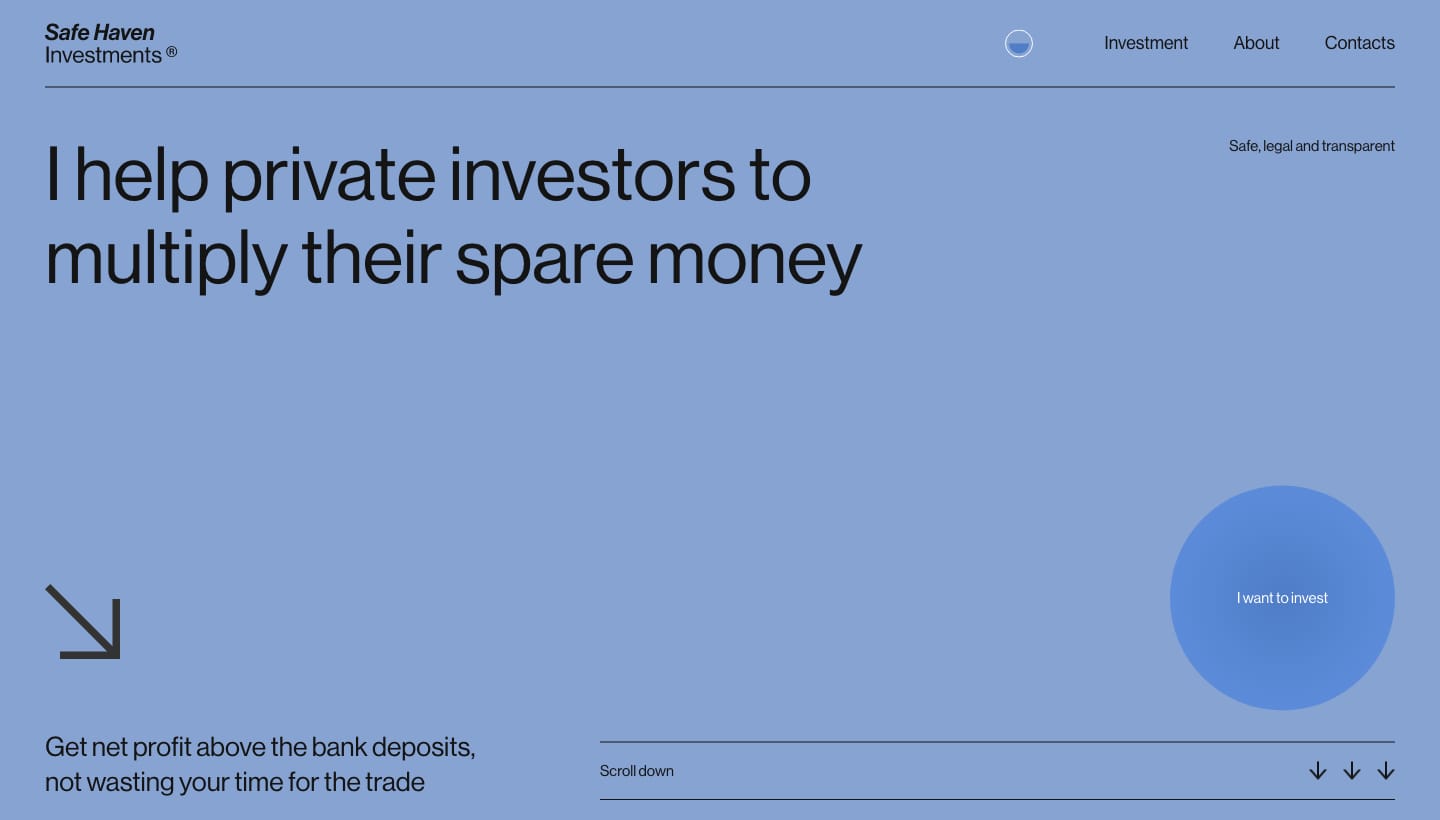 Safe Haven
Investments ®
Investment
About
Contacts
I help private investors to
multiply their spare money
Safe, legal and transparent
I want to invest
Get net profit above the bank deposits,
not wasting your time for the trade
Scroll down